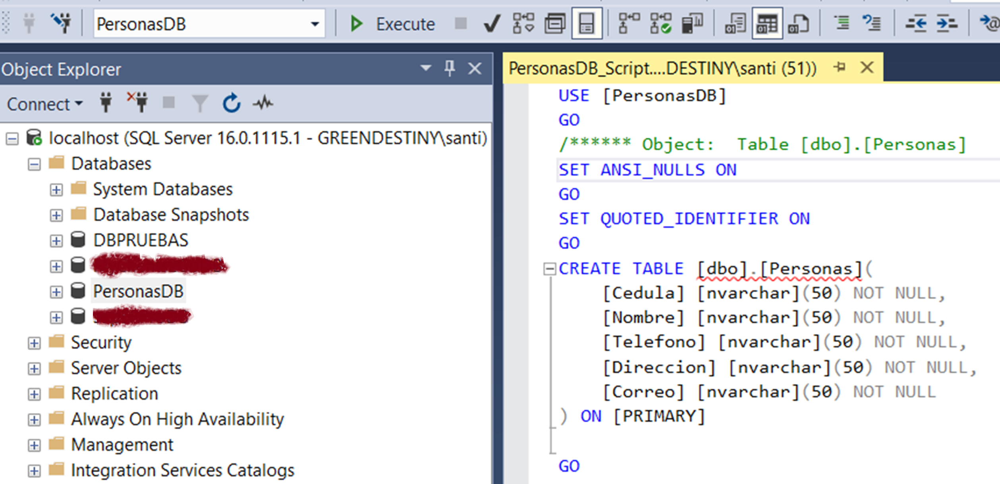 PersonasDB
Execute
Object Explorer
Connect
localhost (SQL Server 16.0.1115.1 - GREENDESTINY\santi)
Databases
System Databases
Database Snapshots
DBPRUEBAS
PersonasDB
Security
Server Objects
Replication
Always On High Availability
Management
Integration Services Catalogs
PersonasDB_Script....DESTINY\santi (51))
USE [PersonasDB]
GO
/****** Object:  Table [dbo].[Personas]
SET ANSI_NULLS ON
GO
SET QUOTED_IDENTIFIER ON
GO
CREATE TABLE [dbo].[Personas](
[Cedula] [nvarchar](50) NOT NULL,
[Nombre] [nvarchar](50) NOT NULL,
[Telefono] [nvarchar](50) NOT NULL,
[Direccion] [nvarchar](50) NOT NULL,
[Correo] [nvarchar](50) NOT NULL
) ON [PRIMARY]
GO